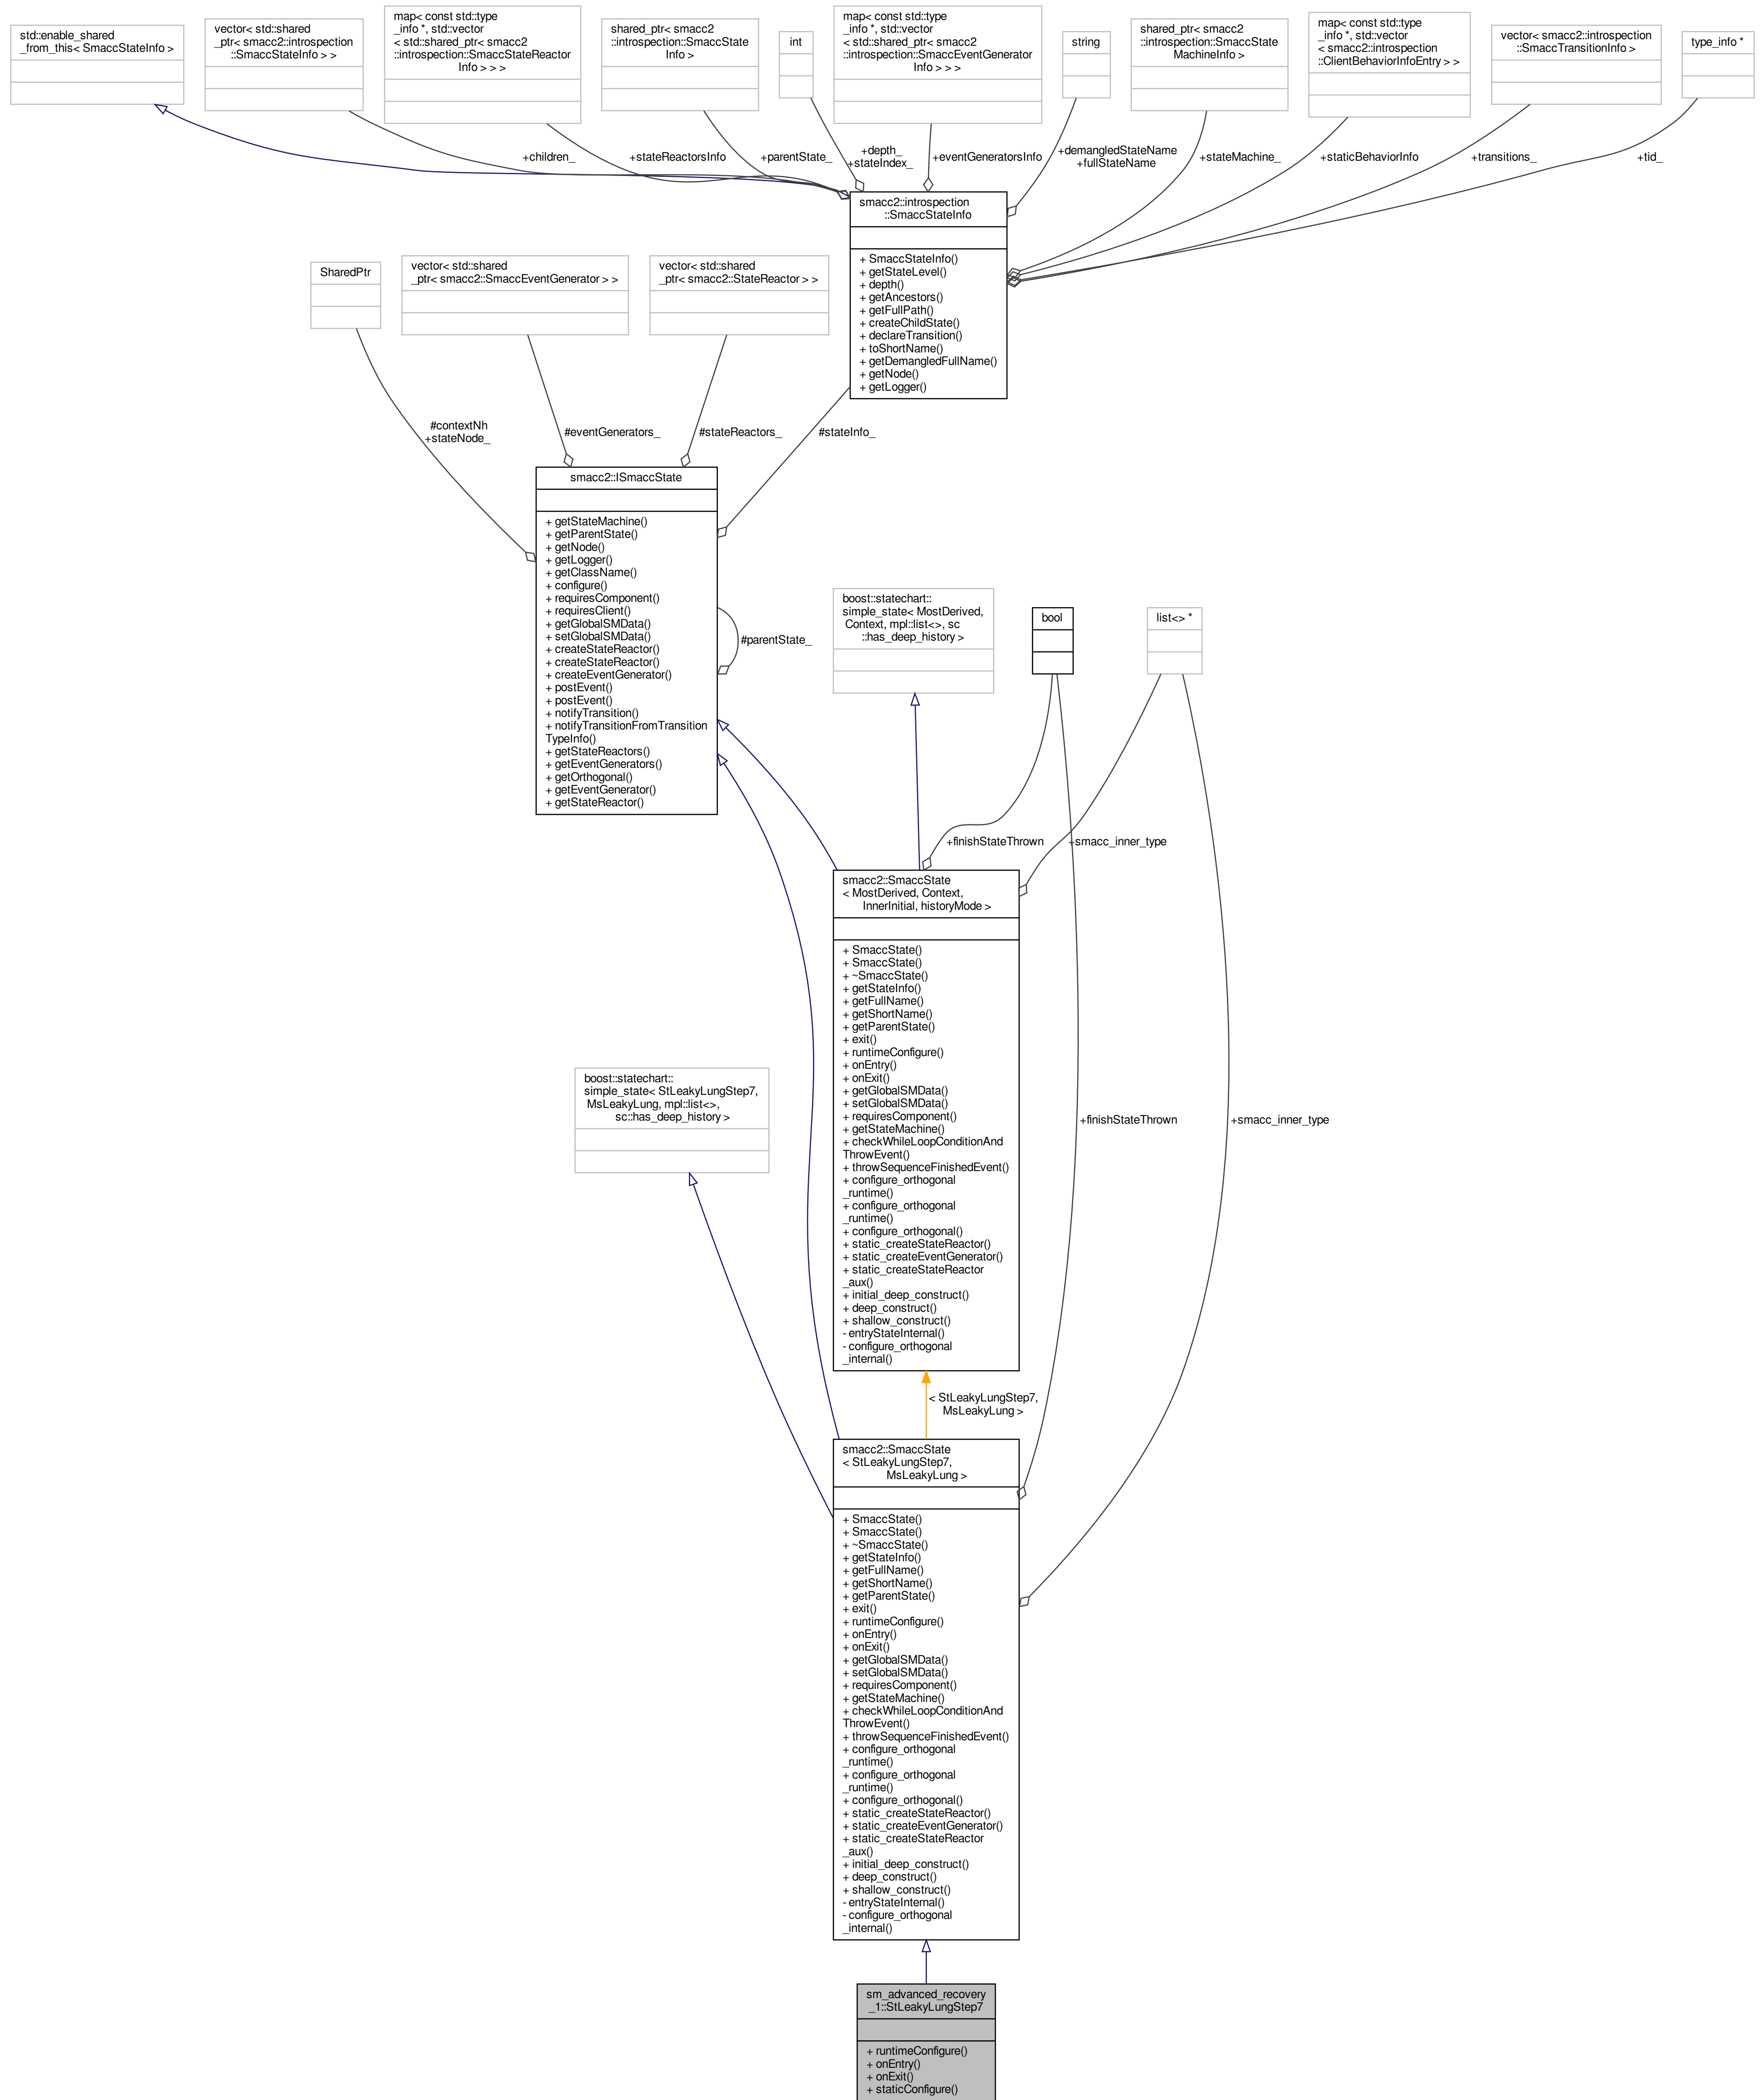 std::enable_shared
_from_this< SmaccStateInfo >
vector< std::shared
_ptr< smacc2::introspection
::SmaccStateInfo > >
map< const std::type
_info *, std::vector
< std::shared_ptr< smacc2
::introspection::SmaccStateReactor
Info > > >
shared_ptr< smacc2
::introspection::SmaccState
Info >
int
map< const std::type
_info *, std::vector
< std::shared_ptr< smacc2
::introspection::SmaccEventGenerator
Info > > >
string
shared_ptr< smacc2
::introspection::SmaccState
MachineInfo >
map< const std::type
_info *, std::vector
< smacc2::introspection
::ClientBehaviorInfoEntry > >
vector< smacc2::introspection
::SmaccTransitionInfo >
type_info *
+children_
+stateReactorsInfo
+parentState_
+depth_
+stateIndex_
+eventGeneratorsInfo
+demangledStateName
+fullStateName
+stateMachine_
+staticBehaviorInfo
+transitions_
+tid_
smacc2::introspection
::SmaccStateInfo
+ SmaccStateInfo()
+ getStateLevel()
+ depth()
+ getAncestors()
+ getFullPath()
+ createChildState()
+ declareTransition()
+ toShortName()
+ getDemangledFullName()
+ getNode()
+ getLogger()
SharedPtr
vector< std::shared
_ptr< smacc2::SmaccEventGenerator > >
vector< std::shared
_ptr< smacc2::StateReactor > >
#contextNh
+stateNode_
#eventGenerators_
#stateReactors_
#stateInfo_
smacc2::ISmaccState
+ getStateMachine()
+ getParentState()
+ getNode()
+ getLogger()
+ getClassName()
+ configure()
+ requiresComponent()
+ requiresClient()
+ getGlobalSMData()
+ setGlobalSMData()
+ createStateReactor()
+ createStateReactor()
+ createEventGenerator()
+ postEvent()
+ postEvent()
+ notifyTransition()
+ notifyTransitionFromTransition
TypeInfo()
+ getStateReactors()
+ getEventGenerators()
+ getOrthogonal()
+ getEventGenerator()
+ getStateReactor()
#parentState_
boost::statechart::
simple_state< MostDerived,
Context, mpl::list<>, sc
::has_deep_history >
bool
list<> *
+finishStateThrown
+smacc_inner_type
smacc2::SmaccState
< MostDerived, Context,
InnerInitial, historyMode >
+ SmaccState()
+ SmaccState()
+ ~SmaccState()
+ getStateInfo()
+ getFullName()
+ getShortName()
+ getParentState()
+ exit()
+ runtimeConfigure()
+ onEntry()
+ onExit()
+ getGlobalSMData()
+ setGlobalSMData()
+ requiresComponent()
+ getStateMachine()
+ checkWhileLoopConditionAnd
ThrowEvent()
+ throwSequenceFinishedEvent()
+ configure_orthogonal
_runtime()
+ configure_orthogonal
_runtime()
+ configure_orthogonal()
+ static_createStateReactor()
+ static_createEventGenerator()
+ static_createStateReactor
_aux()
+ initial_deep_construct()
+ deep_construct()
+ shallow_construct()
- entryStateInternal()
- configure_orthogonal
_internal()
boost::statechart::
simple_state< StLeakyLungStep7,
MsLeakyLung, mpl::list<>,
sc::has_deep_history >
+finishStateThrown
+smacc_inner_type
< StLeakyLungStep7,
MsLeakyLung >
smacc2::SmaccState
< StLeakyLungStep7,
MsLeakyLung >
+ SmaccState()
+ SmaccState()
+ ~SmaccState()
+ getStateInfo()
+ getFullName()
+ getShortName()
+ getParentState()
+ exit()
+ runtimeConfigure()
+ onEntry()
+ onExit()
+ getGlobalSMData()
+ setGlobalSMData()
+ requiresComponent()
+ getStateMachine()
+ checkWhileLoopConditionAnd
ThrowEvent()
+ throwSequenceFinishedEvent()
+ configure_orthogonal
_runtime()
+ configure_orthogonal
_runtime()
+ configure_orthogonal()
+ static_createStateReactor()
+ static_createEventGenerator()
+ static_createStateReactor
_aux()
+ initial_deep_construct()
+ deep_construct()
+ shallow_construct()
- entryStateInternal()
- configure_orthogonal
_internal()
sm_advanced_recovery
_1::StLeakyLungStep7
+ runtimeConfigure()
+ onEntry()
+ onExit()
+ staticConfigure()